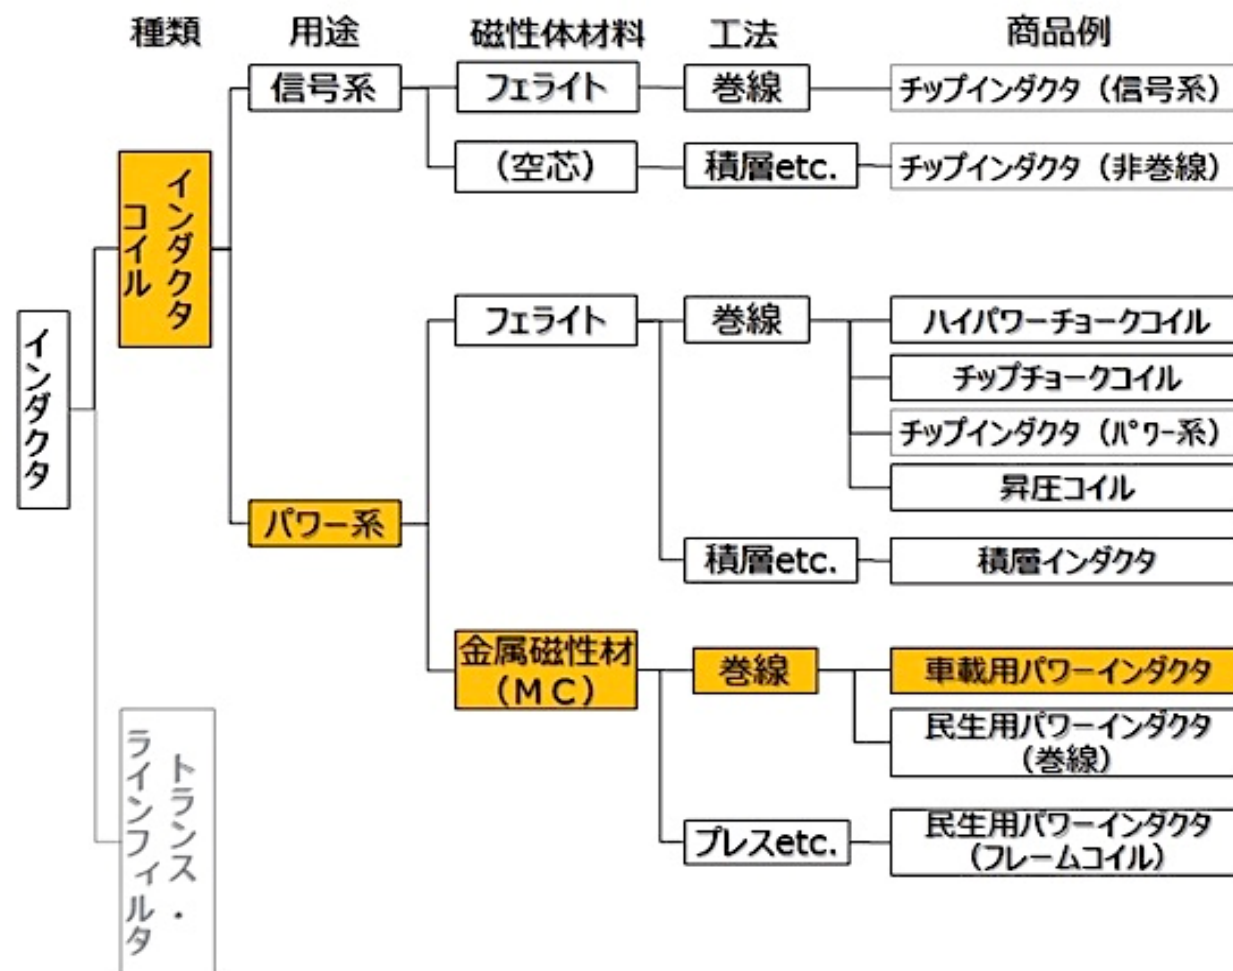 種類 用途 磁性体材料 工法 商品例
信号系 フェライト 巻線 チップインダクタ（信号系）
（空芯） 積層etc. チップインダクタ（非巻線）
インダクタ
コイル
インダクタ
フェライト 巻線 ハイパワーチョークコイル
チップチョークコイル
チップインダクタ（ﾊﾟﾜｰ系）
昇圧コイル
パワー系
積層etc. 積層インダクタ
金属磁性材
（ＭＣ）
巻線 車載用パワーインダクタ
民生用パワーインダクタ
（巻線）
プレスetc. 民生用パワーインダクタ
（フレームコイル）
トランス・
ラインフィルタ